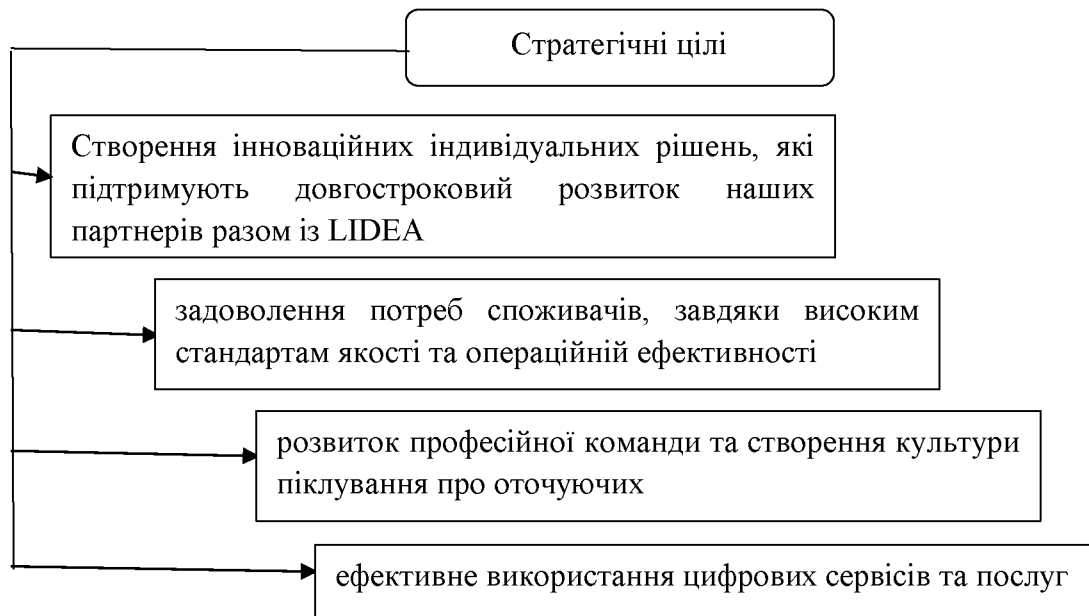 Стратегічні цілі
Створення інноваційних індивідуальних рішень, які
підтримують довгостроковий розвиток наших
партнерів разом із LIDEA
задоволення потреб споживачів, завдяки високим
стандартам якості та операційній ефективності
розвиток професійної команди та створення культури
піклування про оточуючих
ефективне використання цифрових сервісів та послуг